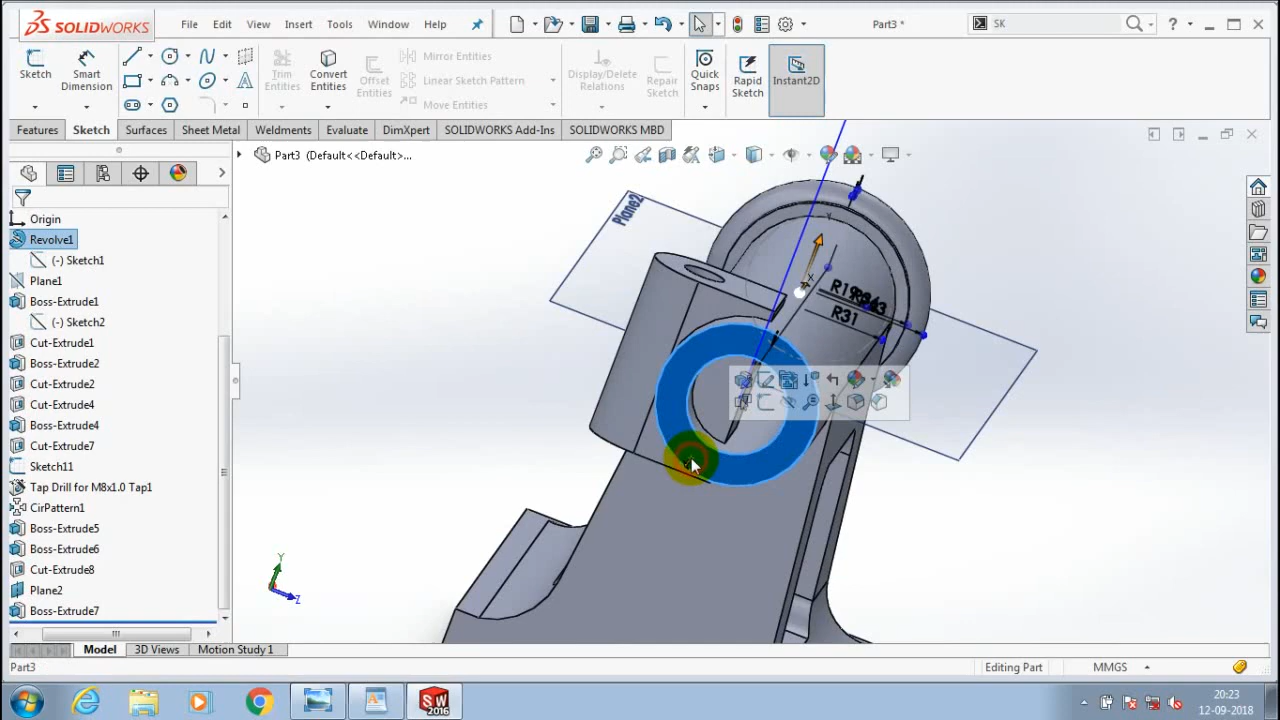 SOLIDWORKS File Edit View Insert Tools Window Help Part3 * SK ?
Sketch Smart Dimension Trim Entities Convert Entities Offset Entities Mirror Entities Linear Sketch Pattern Move Entities Display/Delete Relations Repair Sketch Quick Snaps Rapid Sketch Instant2D
Features Sketch Surfaces Sheet Metal Weldments Evaluate DimXpert SOLIDWORKS Add-Ins SOLIDWORKS MBD
Part3 (Default<<Default>...
Origin
Revolve1
(-) Sketch1
Plane1
Boss-Extrude1
(-) Sketch2
Cut-Extrude1
Boss-Extrude2
Cut-Extrude2
Cut-Extrude4
Boss-Extrude4
Cut-Extrude7
Sketch11
Tap Drill for M8x1.0 Tap1
CirPattern1
Boss-Extrude5
Boss-Extrude6
Cut-Extrude8
Plane2
Boss-Extrude7
Plane2
Y
X
R31
Y
Z
Model 3D Views Motion Study 1
Part3 Editing Part MMGS
SW 2016
20:23
12-09-2018